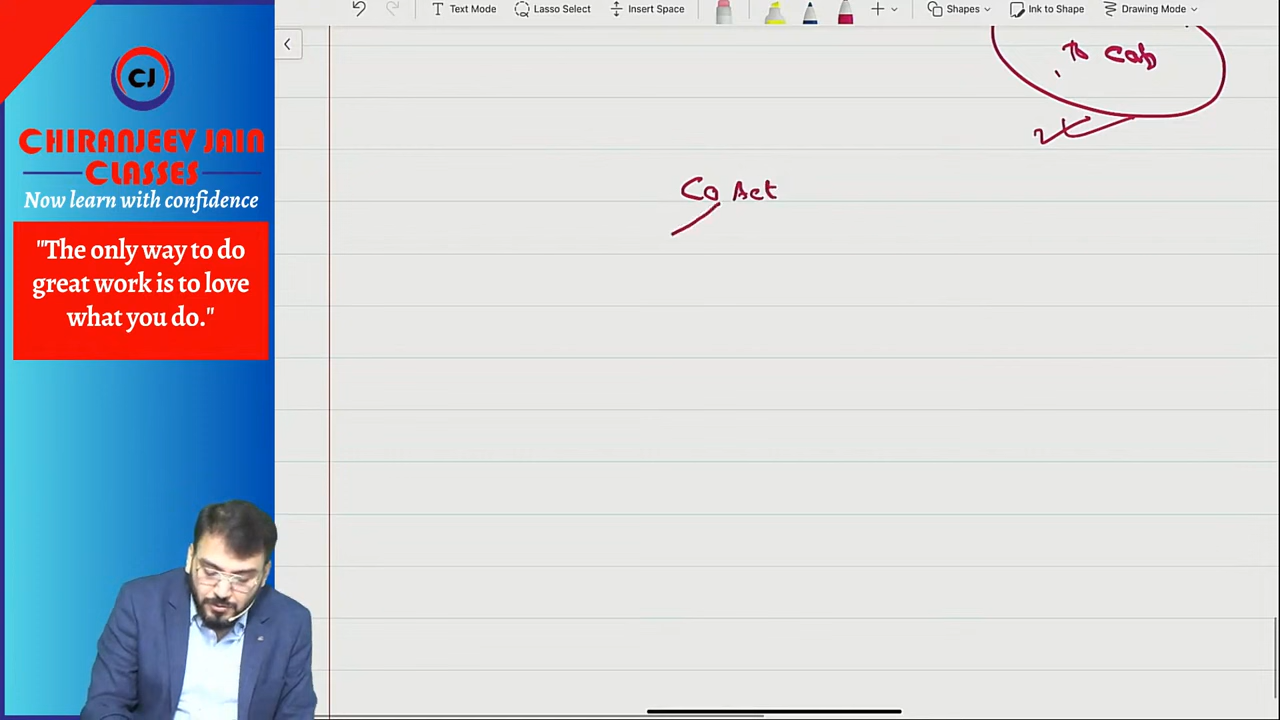 Text Mode Lasso Select Insert Space Shapes Ink to Shape Drawing Mode
CJ
CHIRANJEEV JAIN
CLASSES
Now learn with confidence
"The only way to do
great work is to love
what you do."
Co Act